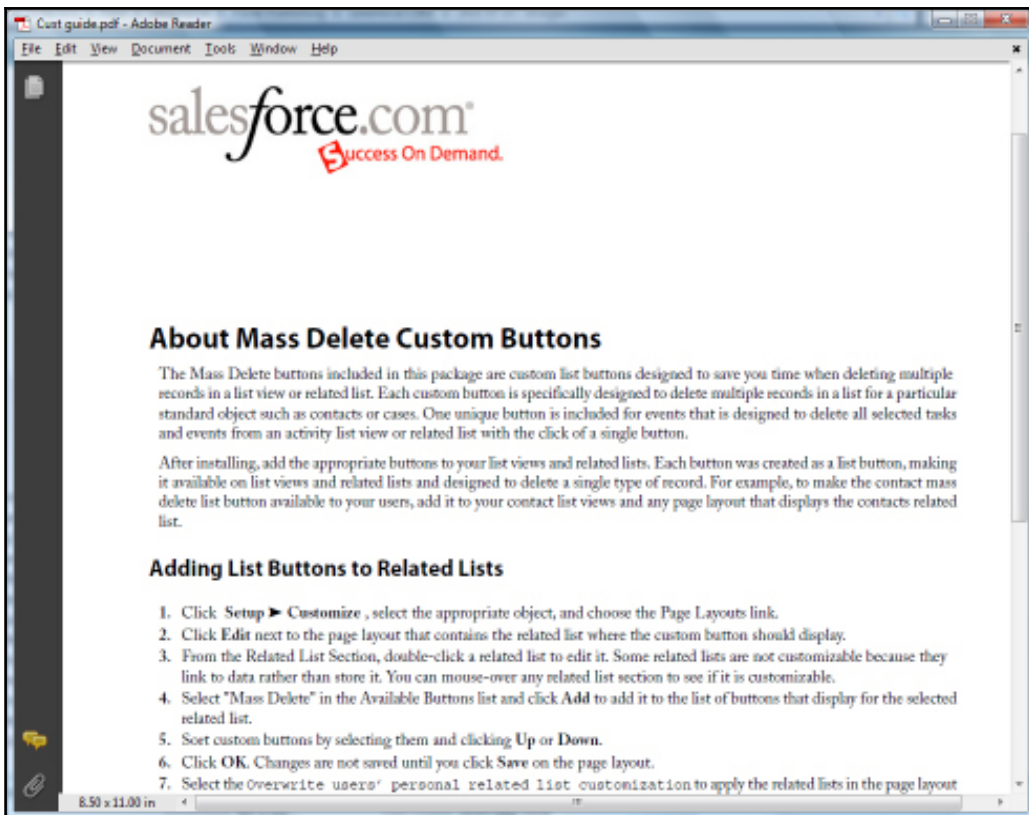 Cust guide.pdf - Adobe Reader
File Edit View Document Tools Window Help
salesforce.com®
Success On Demand.
About Mass Delete Custom Buttons
The Mass Delete buttons included in this package are custom list buttons designed to save you time when deleting multiple
records in a list view or related list. Each custom button is specifically designed to delete multiple records in a list for a particular
standard object such as contacts or cases. One unique button is included for events that is designed to delete all selected tasks
and events from an activity list view or related list with the click of a single button.
After installing, add the appropriate buttons to your list views and related lists. Each button was created as a list button, making
it available on list views and related lists and designed to delete a single type of record. For example, to make the contact mass
delete list button available to your users, add it to your contact list views and any page layout that displays the contacts related
list.
Adding List Buttons to Related Lists
1. Click Setup ➤ Customize , select the appropriate object, and choose the Page Layouts link.
2. Click Edit next to the page layout that contains the related list where the custom button should display.
3. From the Related List Section, double-click a related list to edit it. Some related lists are not customizable because they
link to data rather than store it. You can mouse-over any related list section to see if it is customizable.
4. Select "Mass Delete" in the Available Buttons list and click Add to add it to the list of buttons that display for the selected
related list.
5. Sort custom buttons by selecting them and clicking Up or Down.
6. Click OK. Changes are not saved until you click Save on the page layout.
7. Select the Overwrite users' personal related list customization to apply the related lists in the page layout
8.50 x 11.00 in